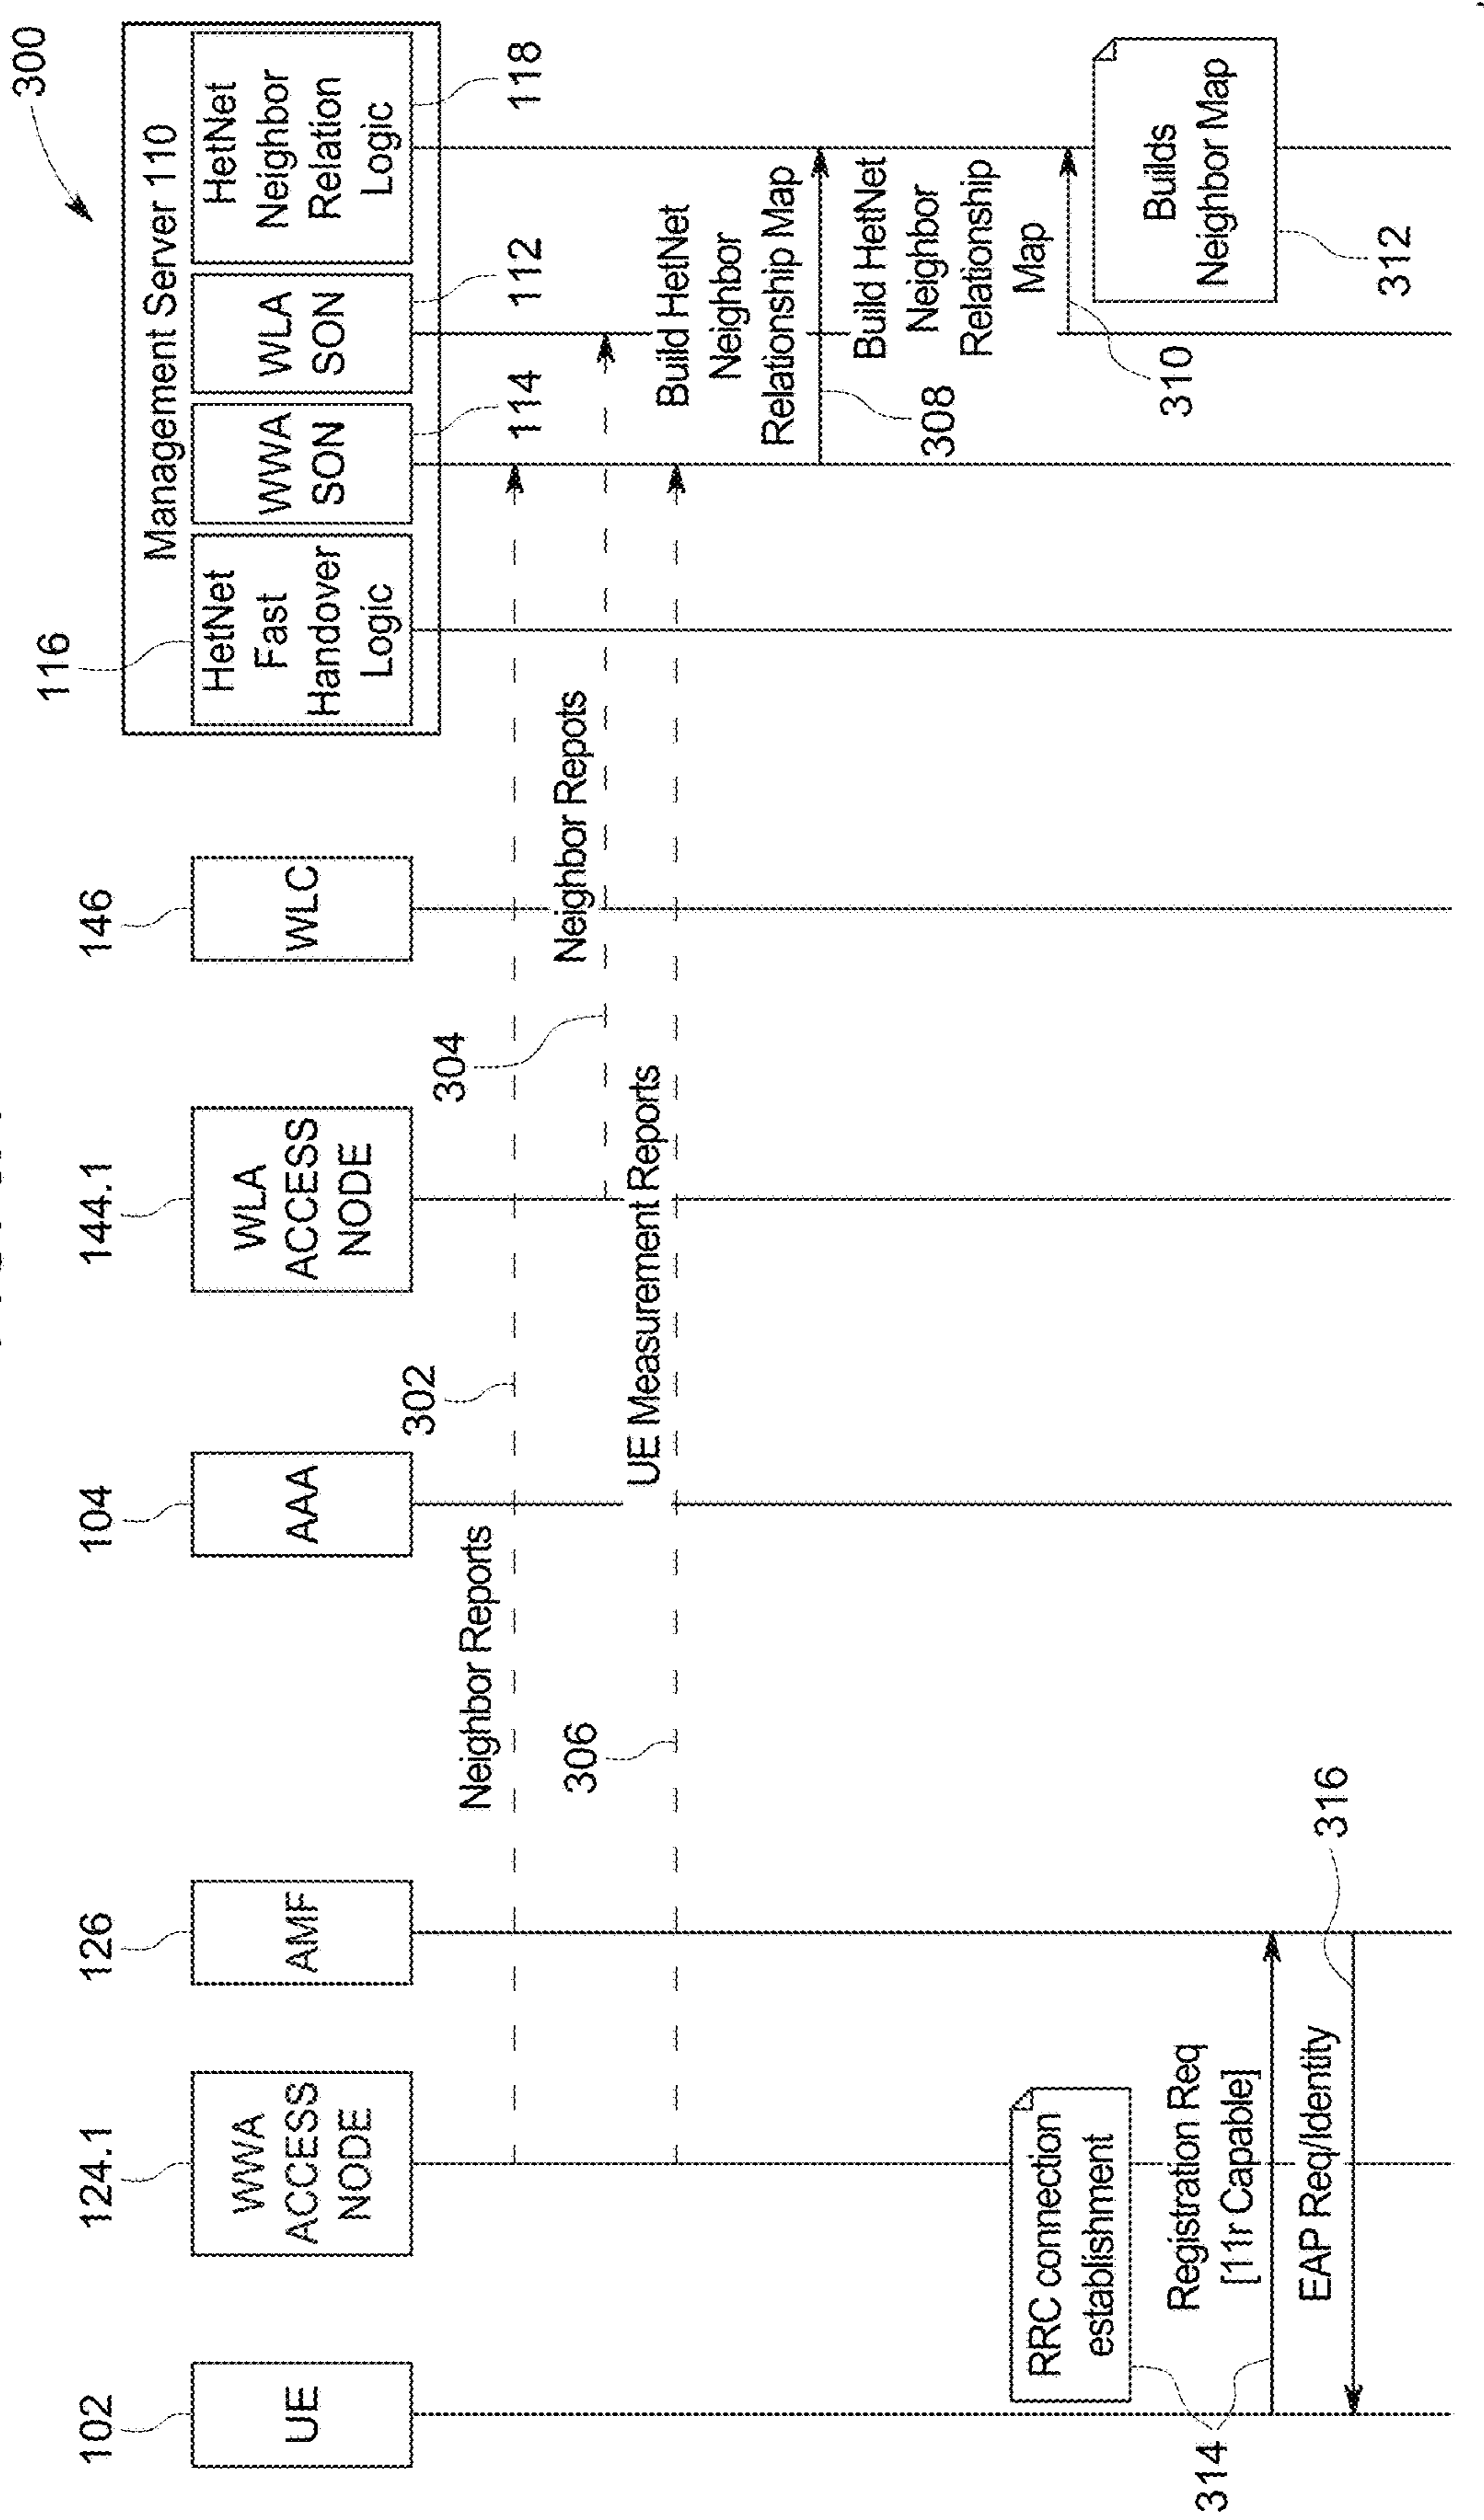 300
Management Server 110
116
HetNet
Fast
Handover
Logic
WWA
SON
114
WLA
SON
112
HetNet
Neighbor
Relation
Logic
118
102
UE
124.1
WWA
ACCESS
NODE
126
AMF
104
AAA
144.1
WLA
ACCESS
NODE
146
WLC
Neighbor Reports
302
Neighbor Repots
304
UE Measurement Reports
306
Build HetNet
Neighbor
Relationship Map
308
Build HetNet
Neighbor
Relationship
Map
310
Builds
Neighbor Map
312
RRC connection
establishment
Registration Req
[11r Capable]
314
EAP Req/Identity
316